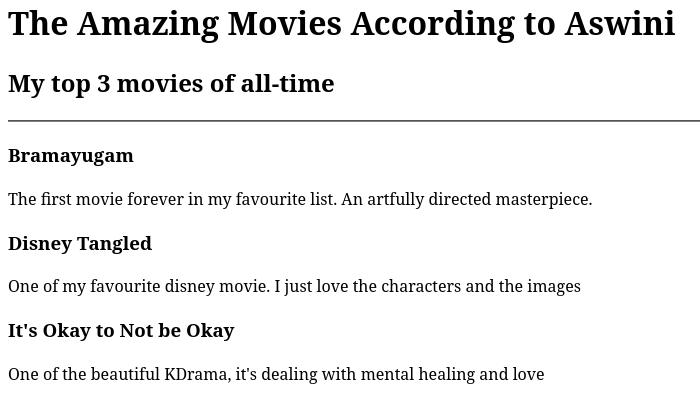 The Amazing Movies According to Aswini
My top 3 movies of all-time
Bramayugam
The first movie forever in my favourite list. An artfully directed masterpiece.
Disney Tangled
One of my favourite disney movie. I just love the characters and the images
It's Okay to Not be Okay
One of the beautiful KDrama, it's dealing with mental healing and love